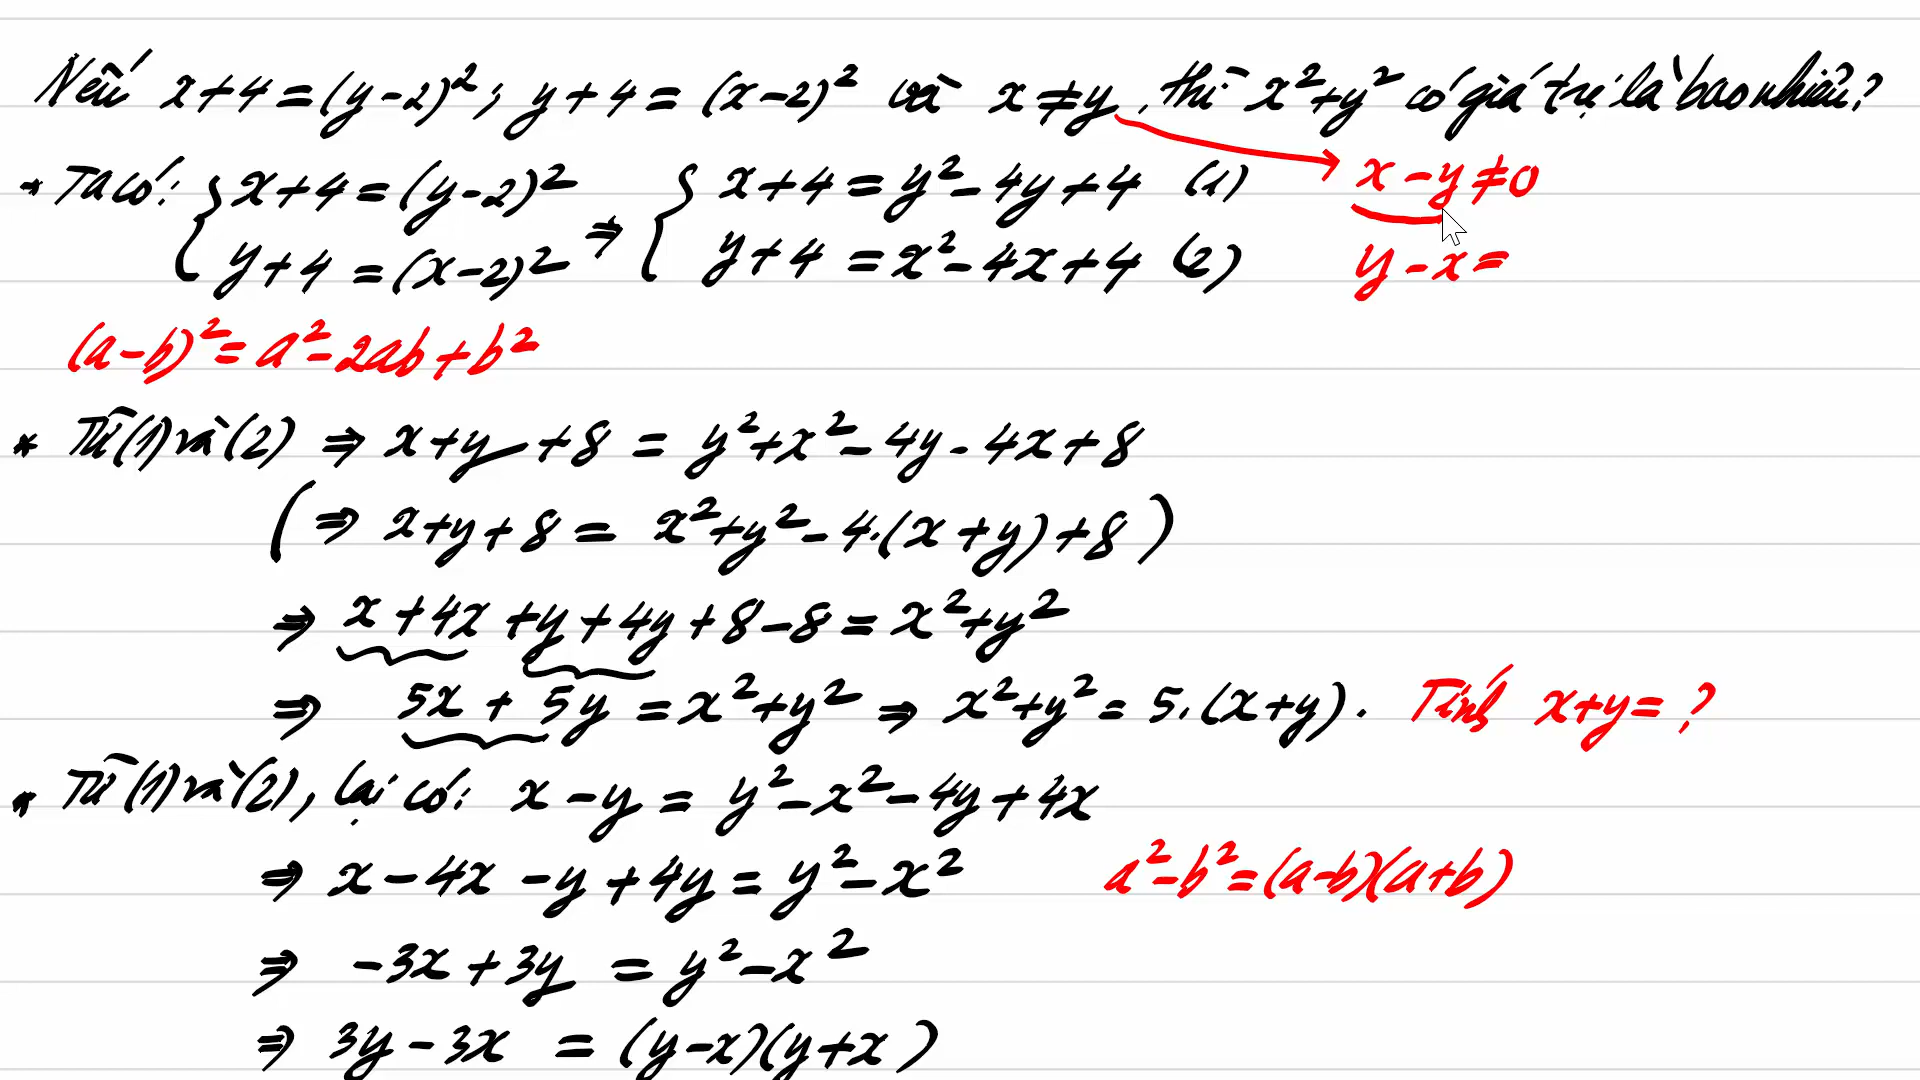 Nếu x+4=(y-2)²; y+4=(x-2)² và x≠y, thì x²+y² có giá trị là bao nhiêu?
* Ta có: { x+4=(y-2)² ⇒ { x+4=y²-4y+4 (1) x-y≠0
y+4=(x-2)² y+4=x²-4x+4 (2) y-x=
(a-b)²=a²-2ab+b²
* Từ (1) và (2) ⇒ x+y+8=y²+x²-4y-4x+8
(⇒ x+y+8=x²+y²-4.(x+y)+8)
⇒ x+4x+y+4y+8-8=x²+y²
⇒ 5x+5y=x²+y² ⇒ x²+y²=5.(x+y). Tính x+y=?
* Từ (1) và (2), lại có: x-y=y²-x²-4y+4x
⇒ x-4x-y+4y=y²-x² a²-b²=(a-b)(a+b)
⇒ -3x+3y=y²-x²
⇒ 3y-3x=(y-x)(y+x)